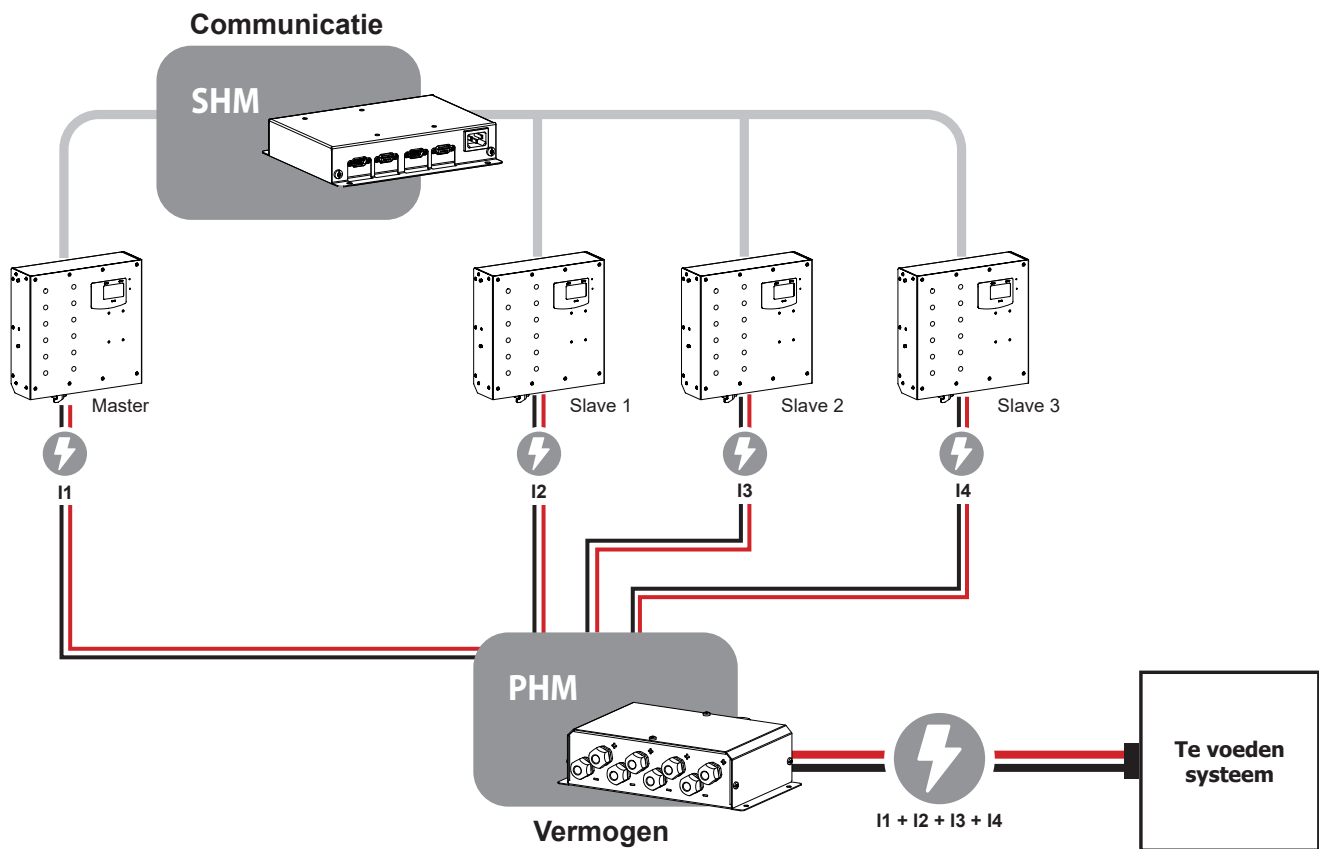 Communicatie
SHM
Master
Slave 1
Slave 2
Slave 3
I1
I2
I3
I4
PHM
+ + + +
- - - -
Te voeden
systeem
I1 + I2 + I3 + I4
Vermogen